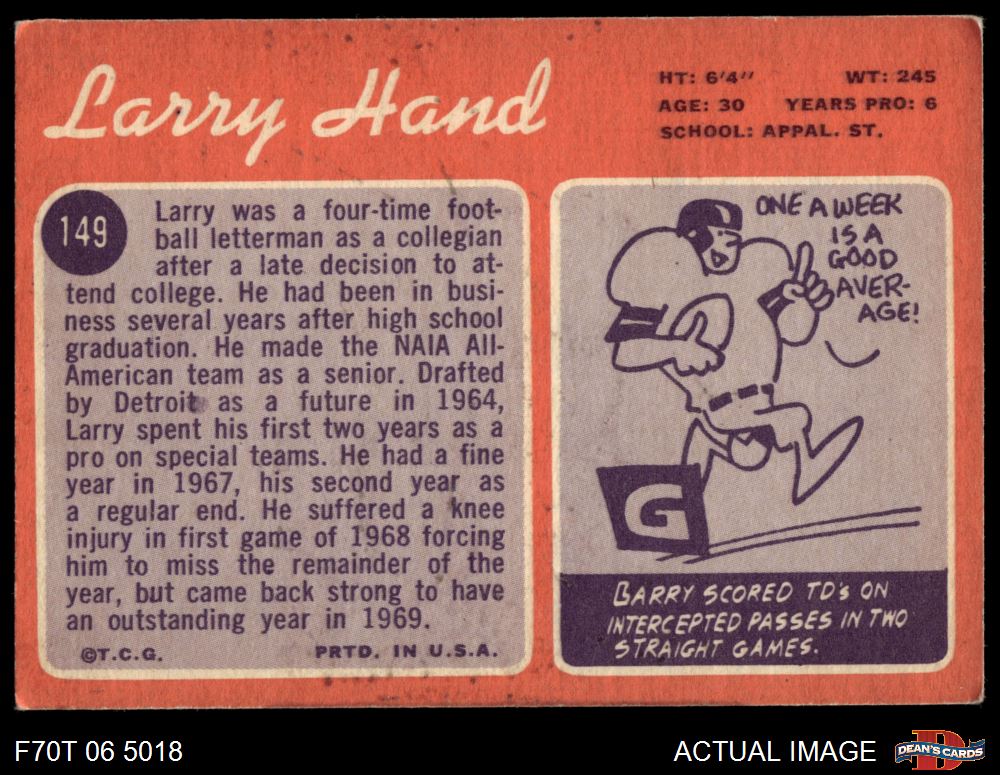 Larry Hand
HT: 6'4" WT: 245
AGE: 30 YEARS PRO: 6
SCHOOL: APPAL. ST.
149
Larry was a four-time foot-
ball letterman as a collegian
after a late decision to at-
tend college. He had been in busi-
ness several years after high school
graduation. He made the NAIA All-
American team as a senior. Drafted
by Detroit as a future in 1964,
Larry spent his first two years as a
pro on special teams. He had a fine
year in 1967, his second year as
a regular end. He suffered a knee
injury in first game of 1968 forcing
him to miss the remainder of the
year, but came back strong to have
an outstanding year in 1969.
©T.C.G. PRTD. IN U.S.A.
ONE A WEEK
IS A
GOOD
AVER-
AGE!
G
BARRY SCORED TD's ON
INTERCEPTED PASSES IN TWO
STRAIGHT GAMES.
F70T 06 5018
ACTUAL IMAGE
D
DEAN'S CARDS